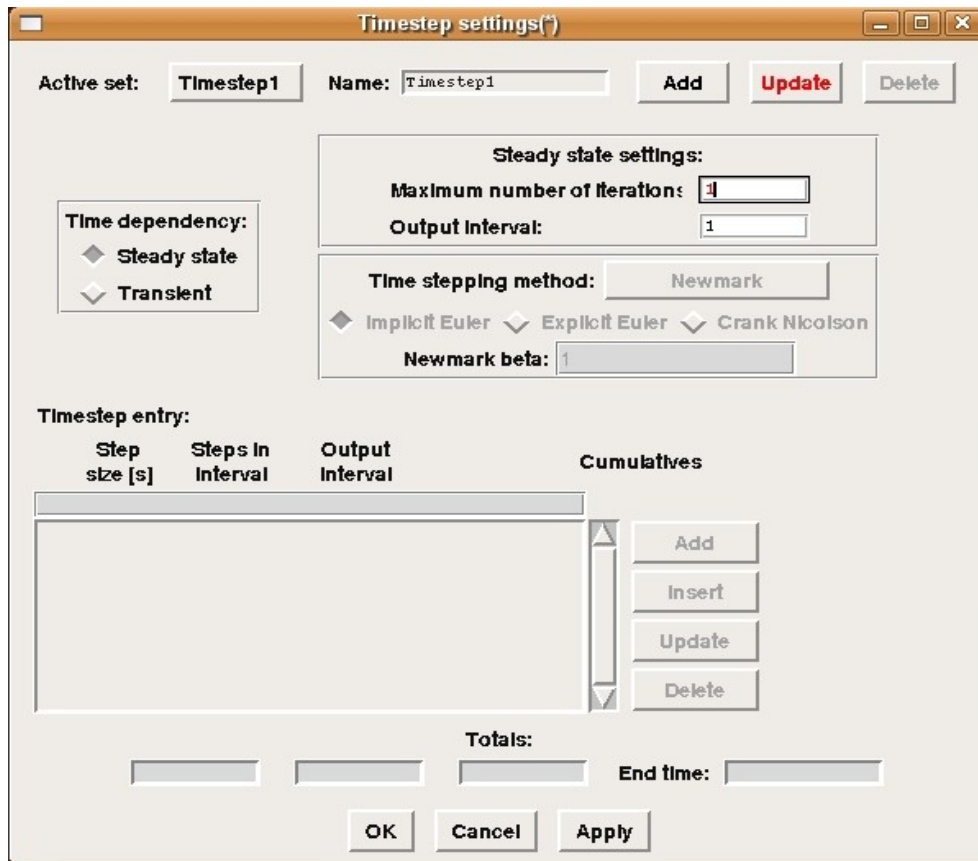 Timestep settings(*)
Active set: Timestep1 Name: Timestep1 Add Update Delete
Steady state settings:
Maximum number of iterations 1
Output interval: 1
Time dependency:
Steady state
Transient
Time stepping method: Newmark
Implicit Euler Explicit Euler Crank Nicolson
Newmark beta: 1
Timestep entry:
Step size [s] Steps in interval Output interval Cumulatives
Add
Insert
Update
Delete
Totals:
End time:
OK Cancel Apply